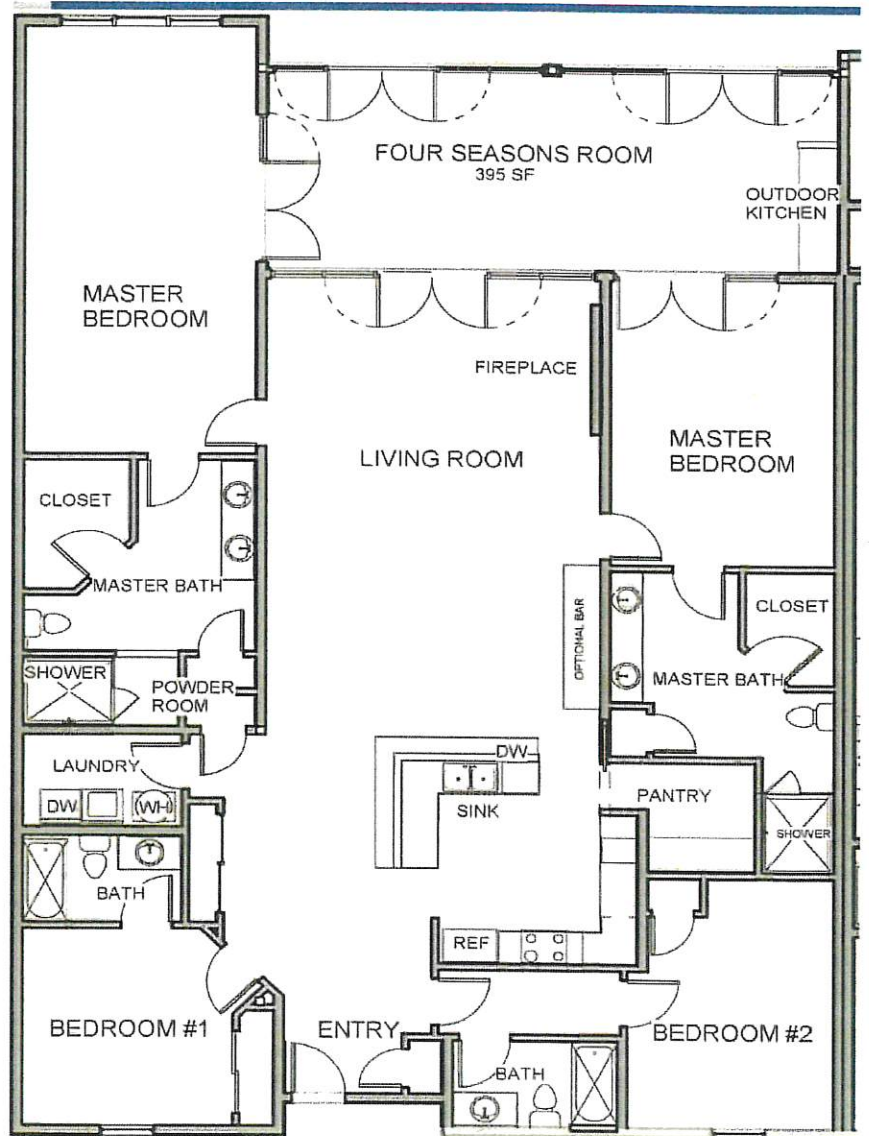 FOUR SEASONS ROOM
395 SF
OUTDOOR
KITCHEN
MASTER
BEDROOM
FIREPLACE
LIVING ROOM
MASTER
BEDROOM
CLOSET
MASTER BATH
OPTIONAL BAR
CLOSET
SHOWER
POWDER
ROOM
MASTER BATH
LAUNDRY
DW
WH
DW
SINK
PANTRY
SHOWER
BATH
REF
BEDROOM #1
ENTRY
BEDROOM #2
BATH